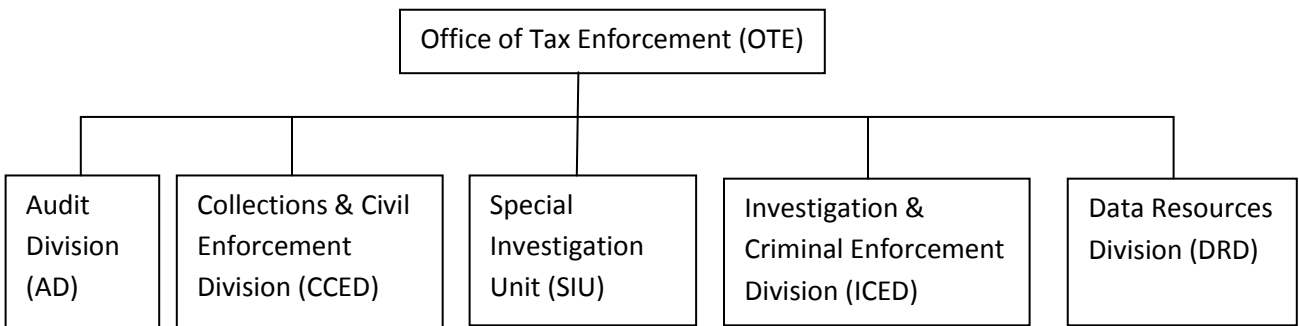 Office of Tax Enforcement (OTE)
Audit
Division
(AD)
Collections & Civil
Enforcement
Division (CCED)
Special
Investigation
Unit (SIU)
Investigation &
Criminal Enforcement
Division (ICED)
Data Resources
Division (DRD)